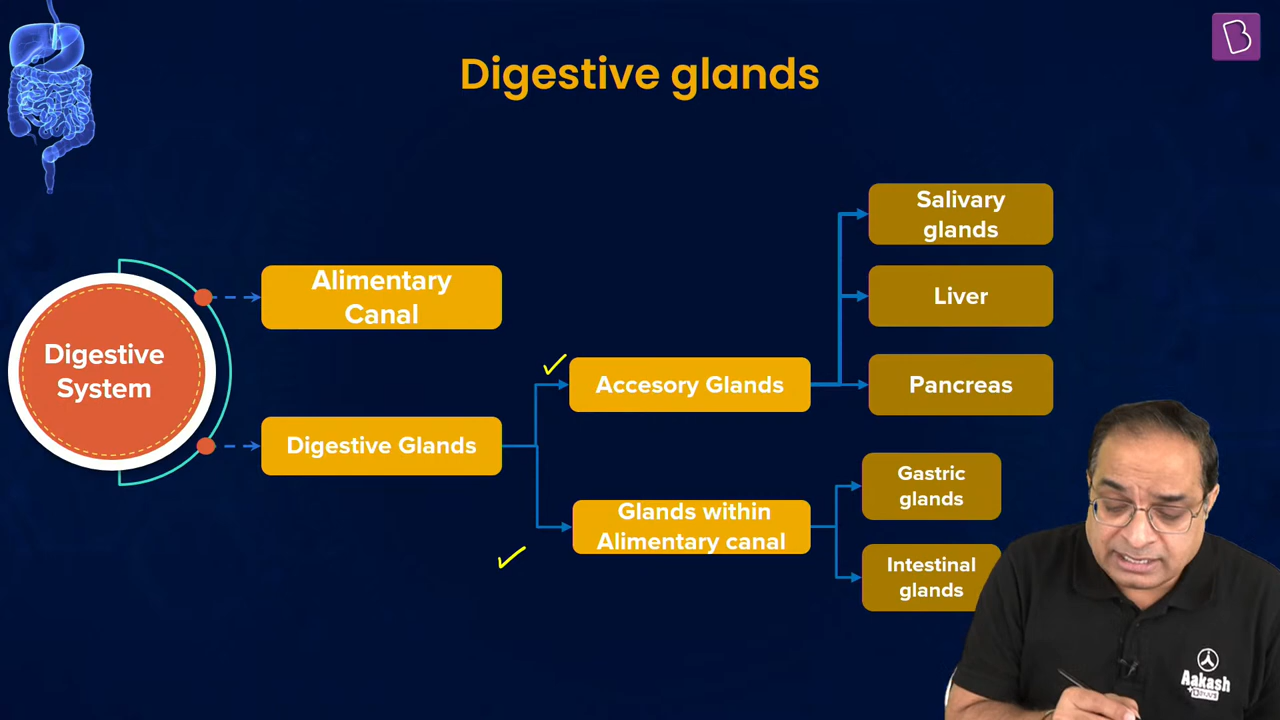 Digestive glands
Salivary
glands
Alimentary
Canal
Liver
Digestive
System
Accesory Glands
Pancreas
Digestive Glands
Glands within
Alimentary canal
Gastric
glands
Intestinal
glands
Aakash